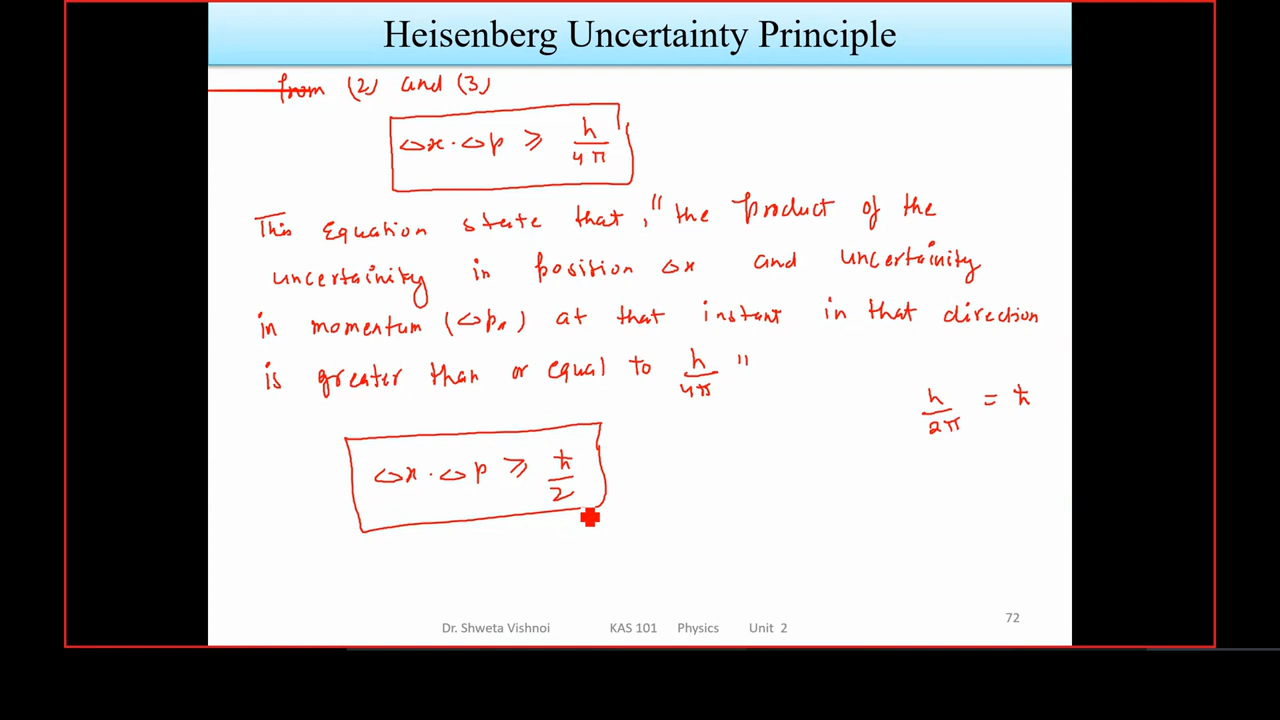 Heisenberg Uncertainty Principle
from (2) and (3)
Δx · Δp ≥ h/4π
This Equation state that, "the product of the
uncertainity in position Δx and uncertainity
in momentum (Δpx) at that instant in that direction
is greater than or equal to h/4π "
h/2π = ħ
Δx · Δp ≥ ħ/2
72
Dr. Shweta Vishnoi KAS 101 Physics Unit 2